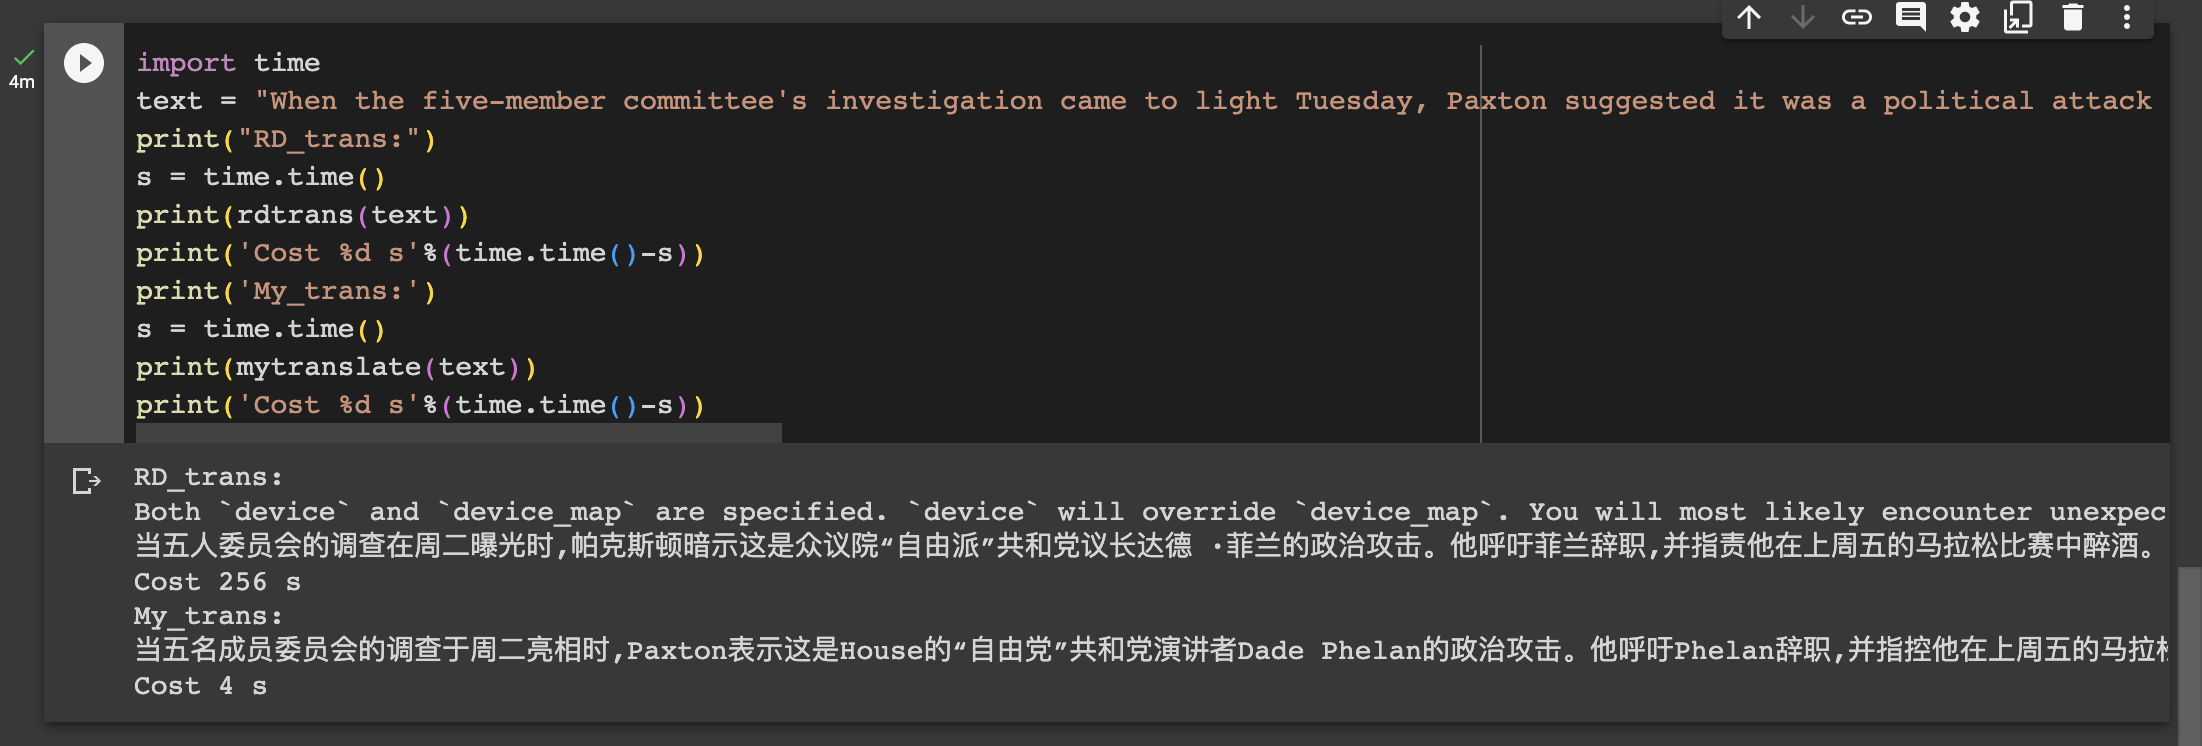 4m
import time
text = "When the five-member committee's investigation came to light Tuesday, Paxton suggested it was a political attack
print("RD_trans:")
s = time.time()
print(rdtrans(text))
print('Cost %d s'%(time.time()-s))
print('My_trans:')
s = time.time()
print(mytranslate(text))
print('Cost %d s'%(time.time()-s))
RD_trans:
Both `device` and `device_map` are specified. `device` will override `device_map`. You will most likely encounter unexpec
当五人委员会的调查在周二曝光时,帕克斯顿暗示这是众议院“自由派”共和党议长达德 ·菲兰的政治攻击。他呼吁菲兰辞职,并指责他在上周五的马拉松比赛中醉酒。
Cost 256 s
My_trans:
当五名成员委员会的调查于周二亮相时,Paxton表示这是House的“自由党”共和党演讲者Dade Phelan的政治攻击。他呼吁Phelan辞职,并指控他在上周五的马拉
Cost 4 s